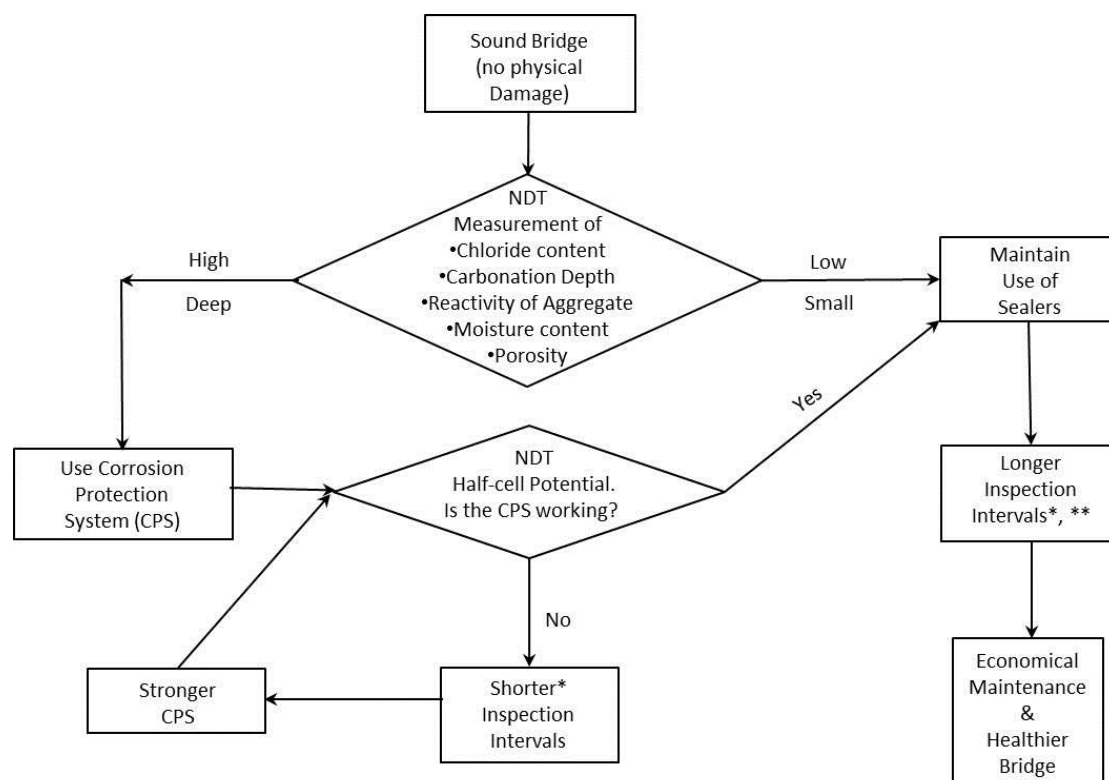 Sound Bridge
(no physical
Damage)
NDT
Measurement of
•Chloride content
•Carbonation Depth
•Reactivity of Aggregate
•Moisture content
•Porosity
High
Deep
Low
Small
Maintain
Use of
Sealers
Use Corrosion
Protection
System (CPS)
NDT
Half-cell Potential.
Is the CPS working?
Yes
No
Longer
Inspection
Intervals*, **
Stronger
CPS
Shorter*
Inspection
Intervals
Economical
Maintenance
&
Healthier
Bridge